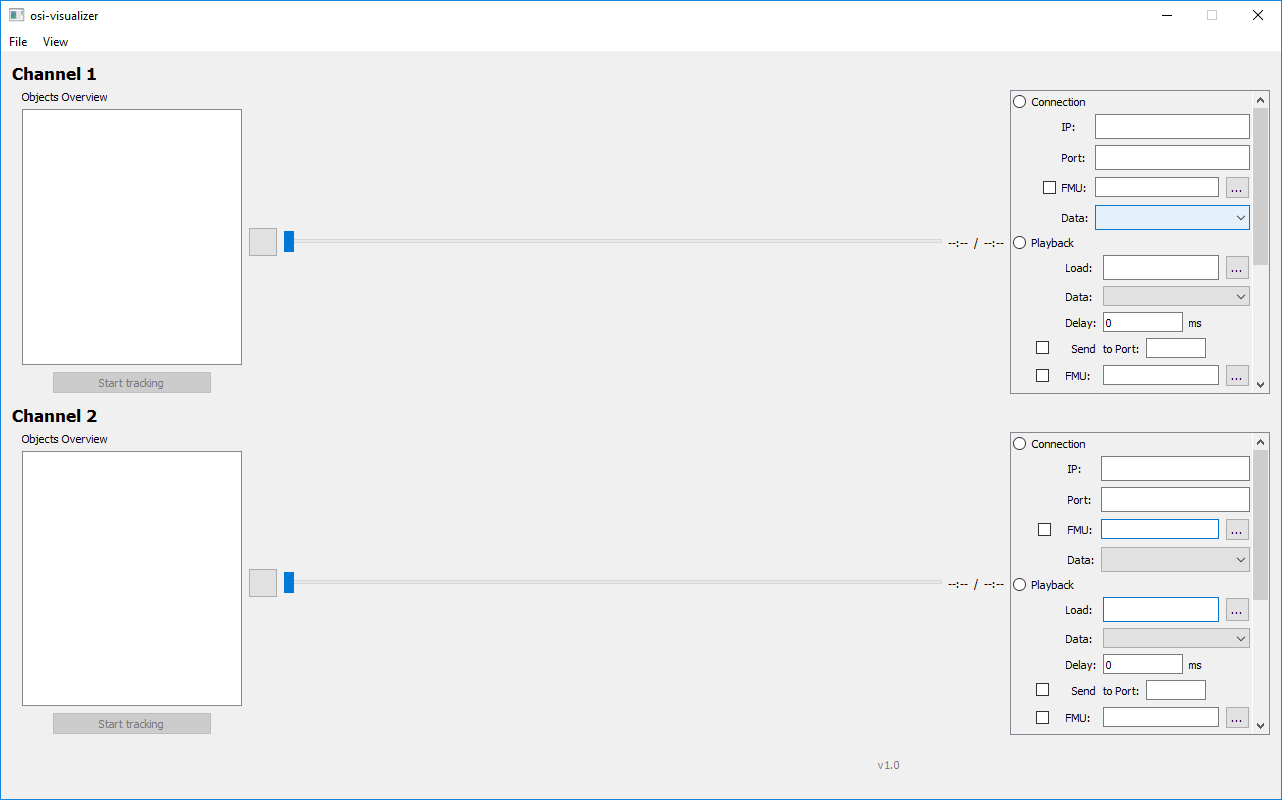 osi-visualizer
File View
Channel 1
Objects Overview
Start tracking
--:-- / --:--
Connection
IP:
Port:
FMU: ...
Data:
Playback
Load: ...
Data:
Delay: 0 ms
Send to Port:
FMU: ...
Channel 2
Objects Overview
Start tracking
--:-- / --:--
Connection
IP:
Port:
FMU: ...
Data:
Playback
Load: ...
Data:
Delay: 0 ms
Send to Port:
FMU: ...
v1.0